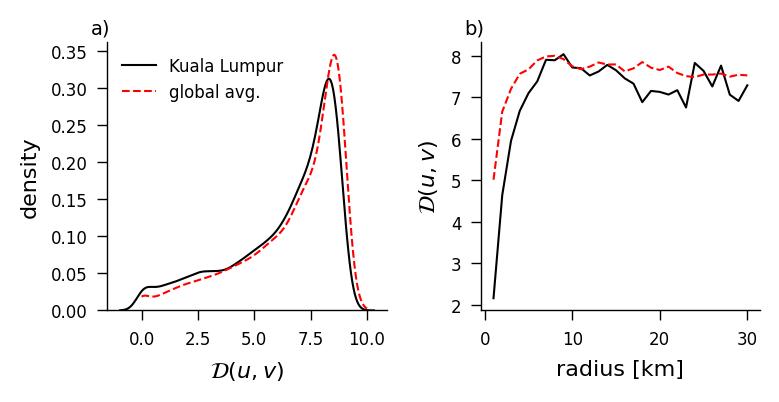 a)
0.35
0.30
0.25
0.20
0.15
0.10
0.05
0.00
density
Kuala Lumpur
global avg.
0.0 2.5 5.0 7.5 10.0
𝒟(u, v)
b)
8
7
6
5
4
3
2
𝒟(u, v)
0 10 20 30
radius [km]